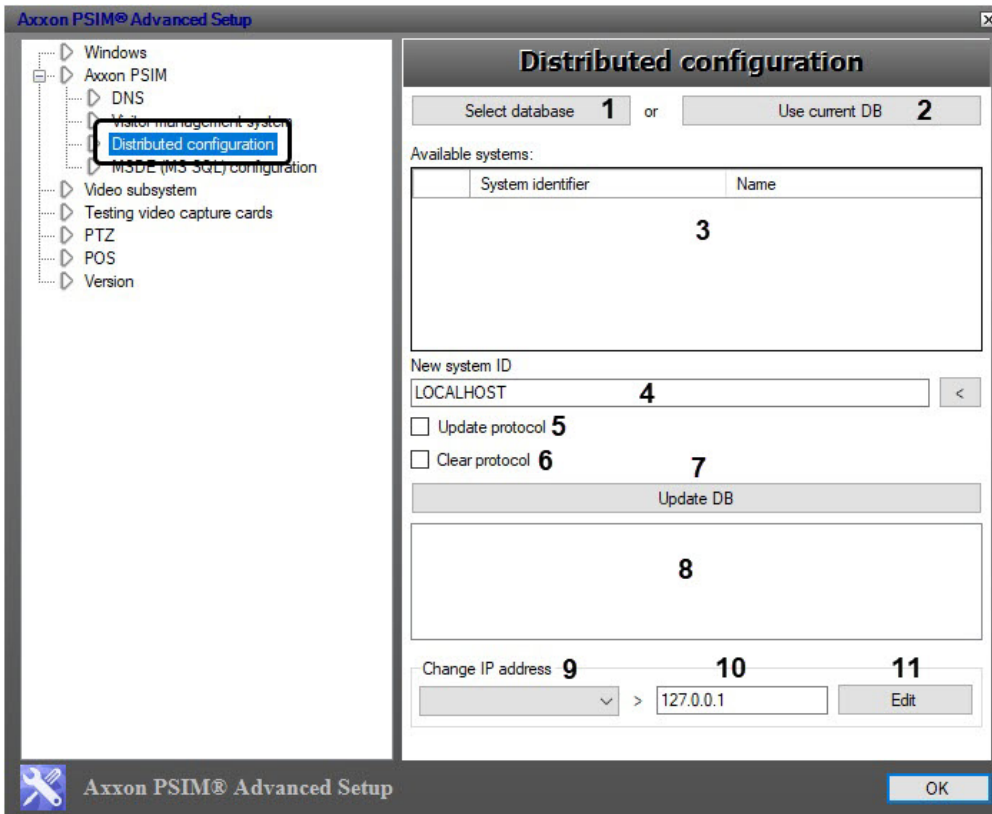 Axxon PSIM® Advanced Setup
Windows
Axxon PSIM
DNS
Visitor management system
Distributed configuration
MSDE (MS SQL) configuration
Video subsystem
Testing video capture cards
PTZ
POS
Version
Distributed configuration
Select database 1 or Use current DB 2
Available systems:
System identifier Name
3
New system ID
LOCALHOST 4 <
Update protocol 5
Clear protocol 6
7
Update DB
8
Change IP address 9 10 11
> 127.0.0.1 Edit
Axxon PSIM® Advanced Setup
OK